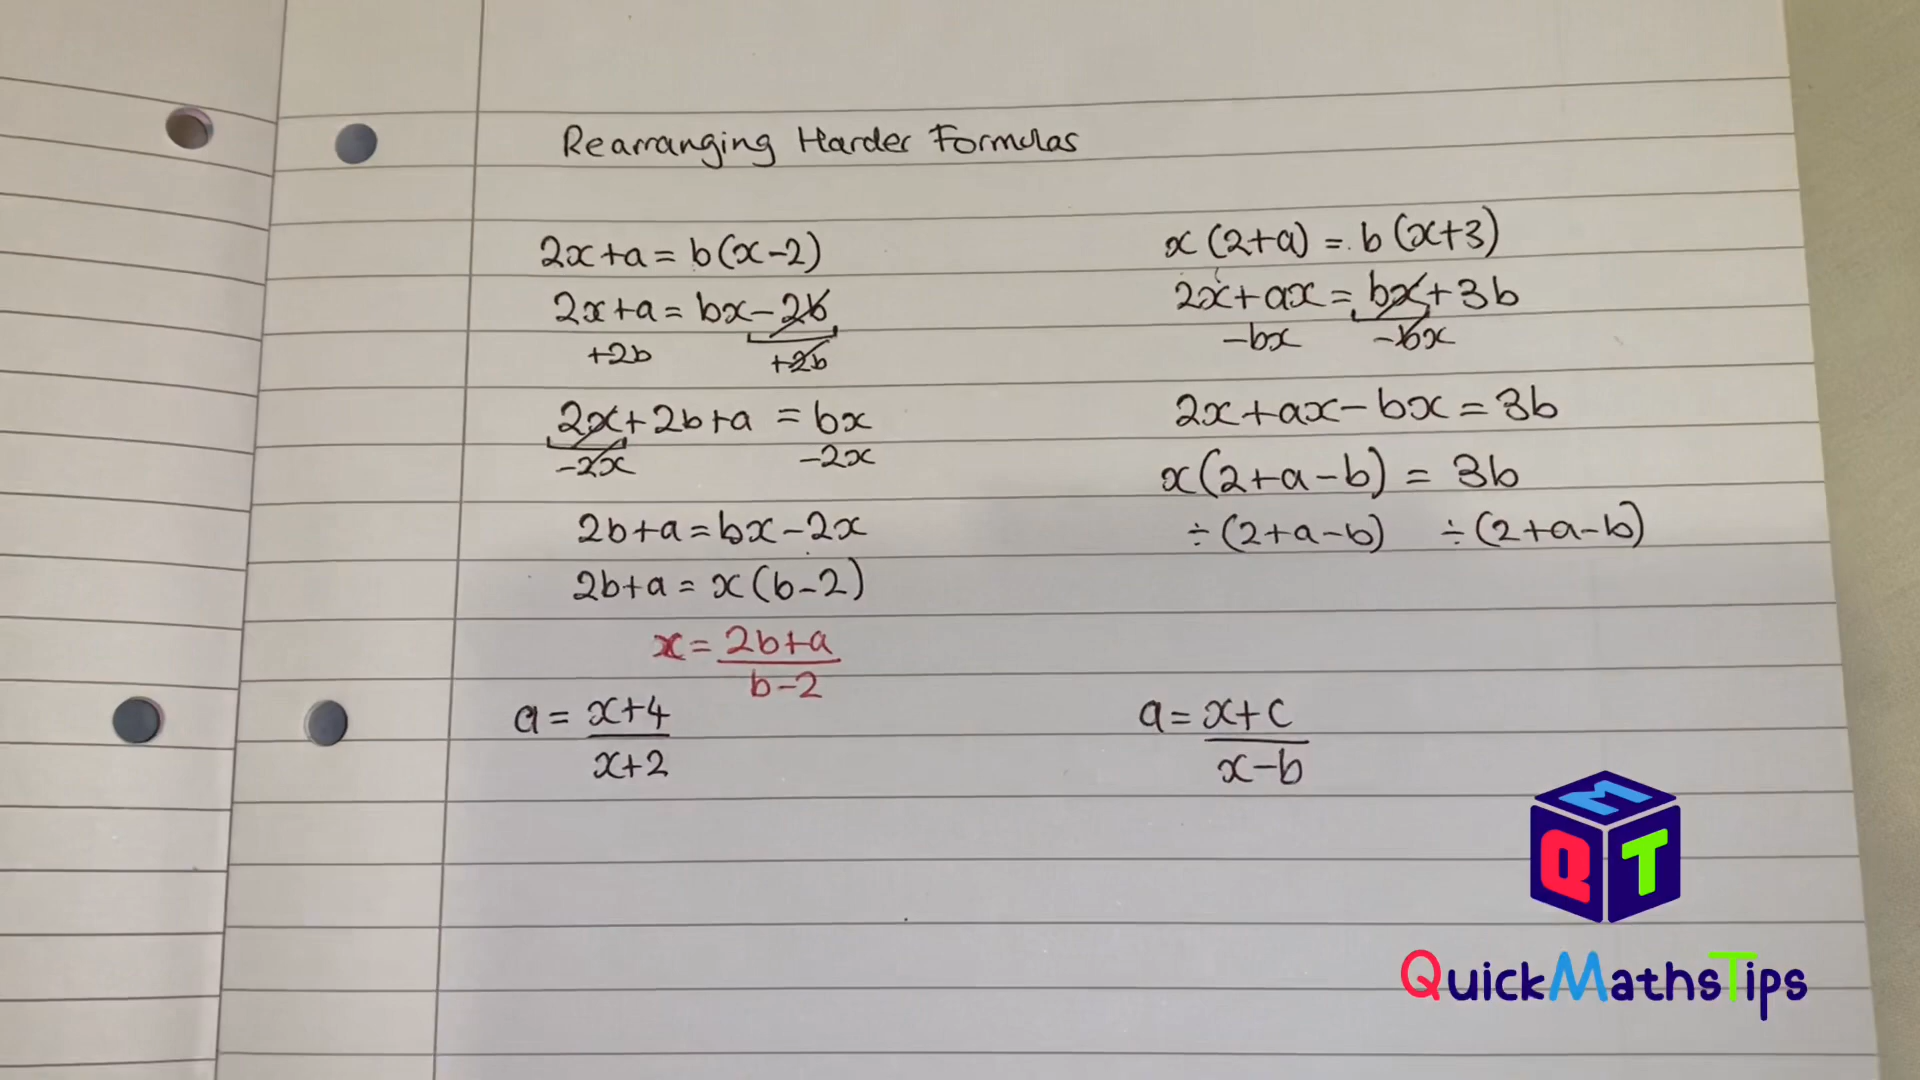 Rearranging Harder Formulas
2x+a = b(x-2)
2x+a = bx-2b
+2b +2b
2x+2b+a = bx
-2x -2x
2b+a = bx-2x
2b+a = x(b-2)
x = 2b+a
b-2
x(2+a) = b(x+3)
2x+ax = bx+3b
-bx -bx
2x+ax-bx = 3b
x(2+a-b) = 3b
÷(2+a-b) ÷(2+a-b)
a = x+4
x+2
a = x+c
x-b
M
Q T
QuickMathsTips